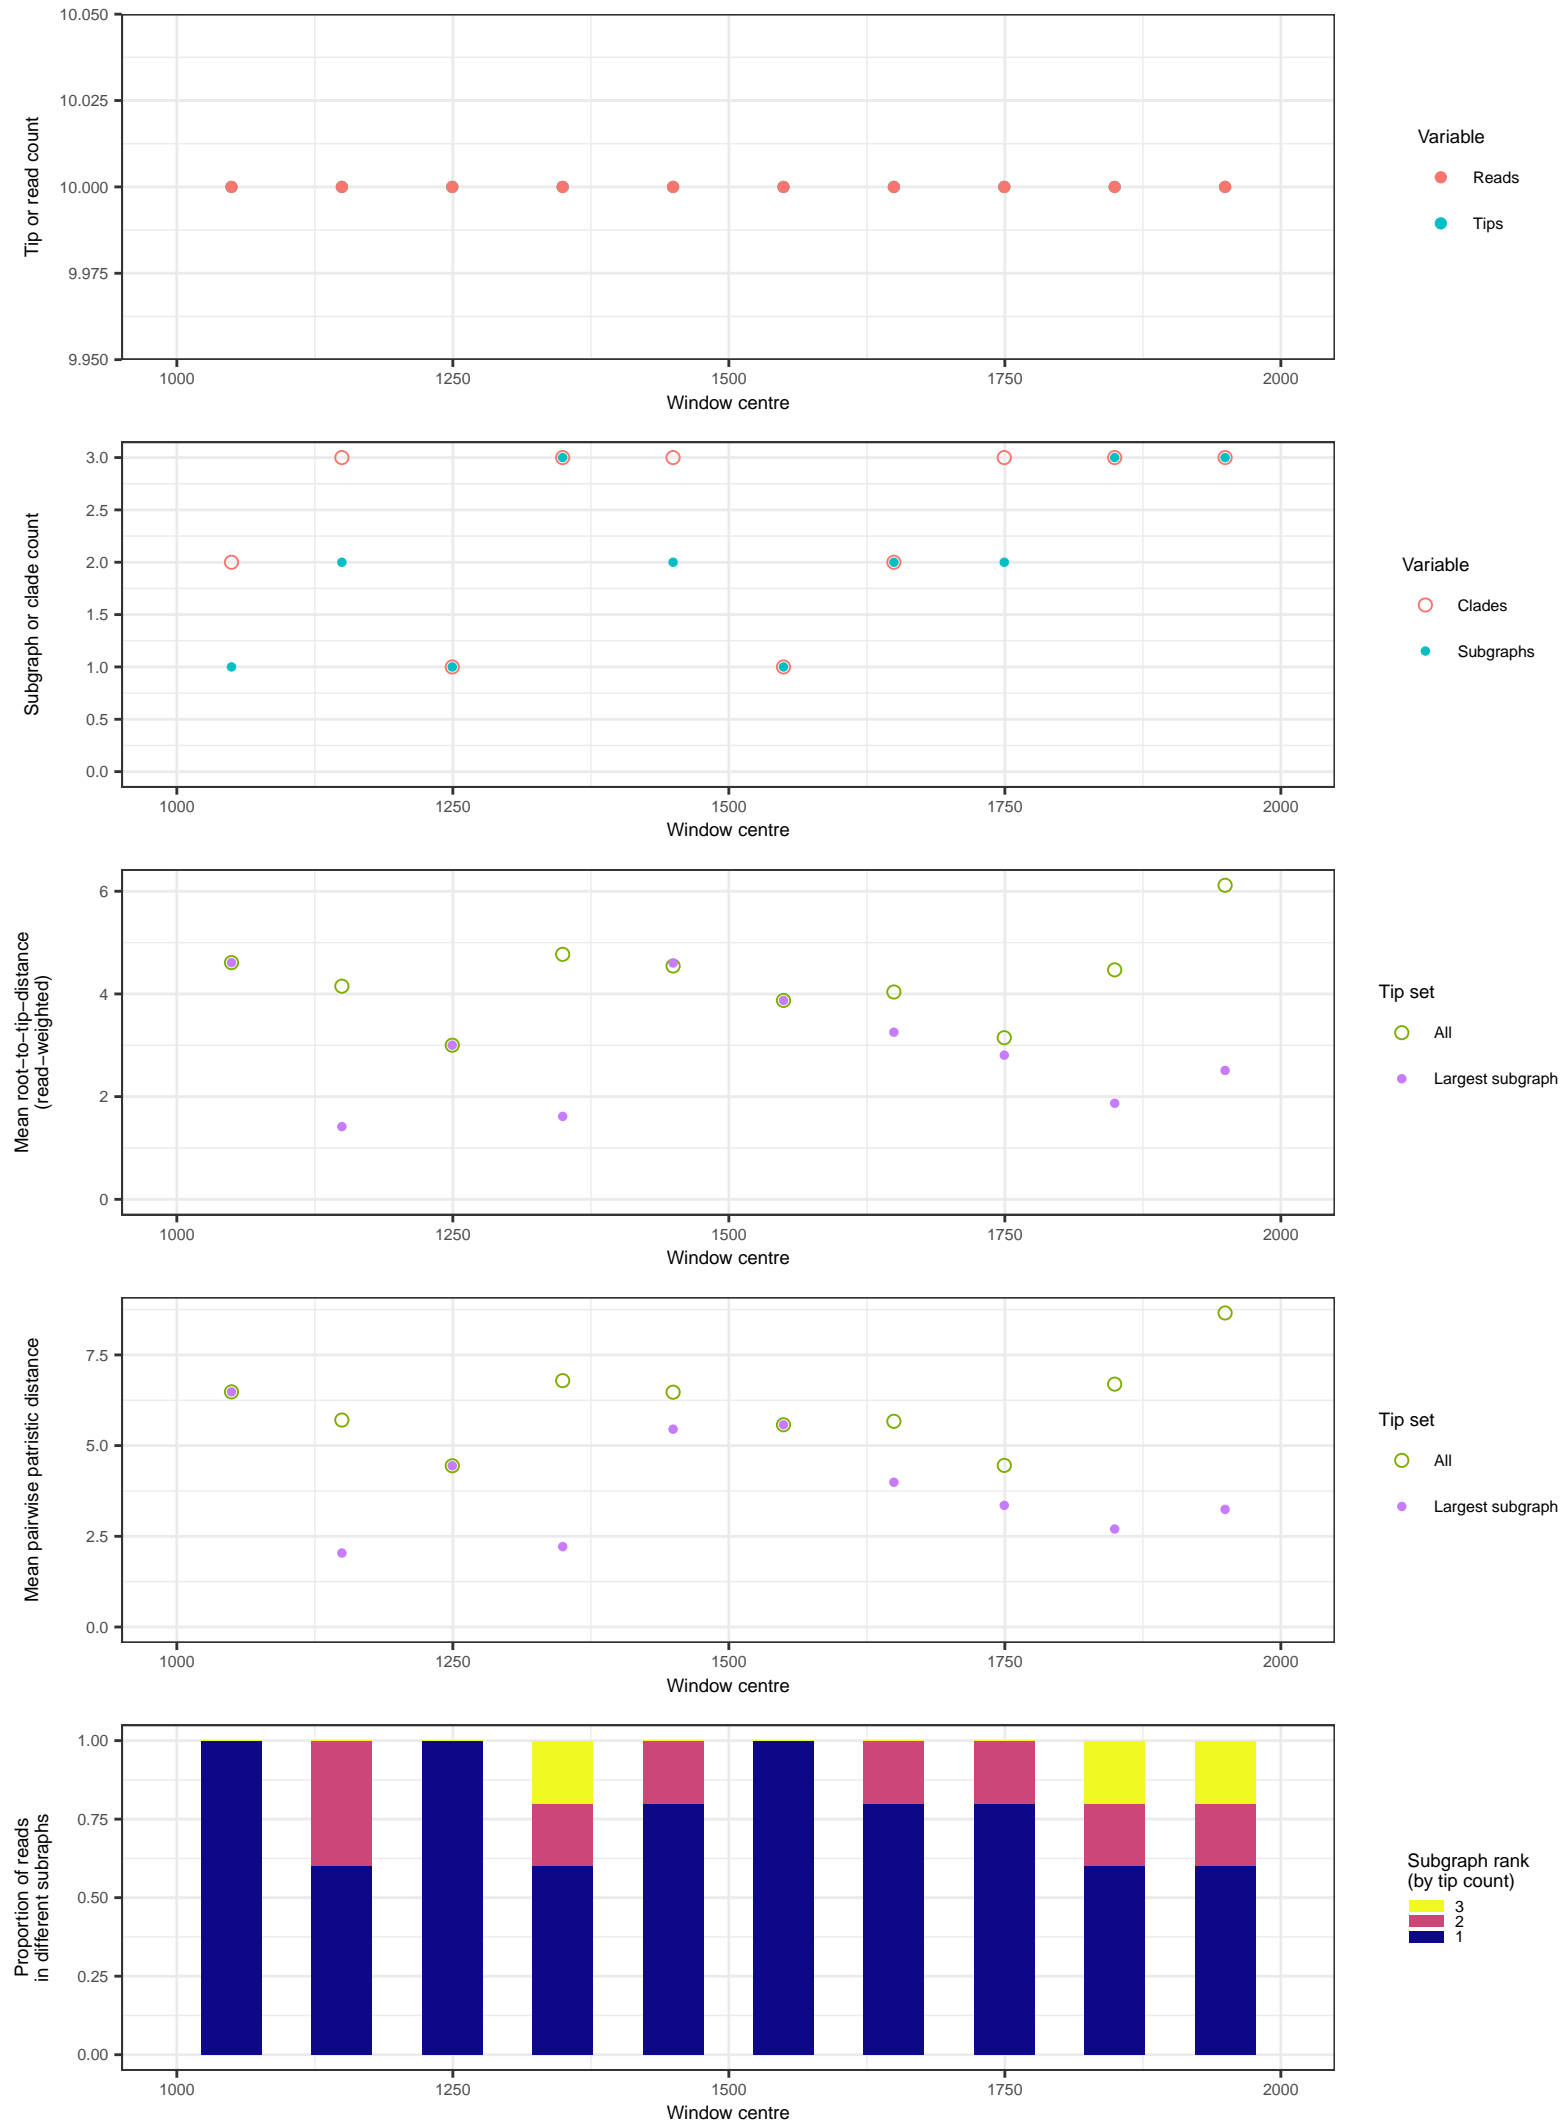 10.050
10.025
10.000
9.975
9.950
Tip or read count
1000 1250 1500 1750 2000
Window centre
Variable
Reads
Tips
3.0
2.5
2.0
1.5
1.0
0.5
0.0
Subgraph or clade count
1000 1250 1500 1750 2000
Window centre
Variable
Clades
Subgraphs
6
4
2
0
Mean root−to−tip−distance
(read−weighted)
1000 1250 1500 1750 2000
Window centre
Tip set
All
Largest subgraph
7.5
5.0
2.5
0.0
Mean pairwise patristic distance
1000 1250 1500 1750 2000
Window centre
Tip set
All
Largest subgraph
1.00
0.75
0.50
0.25
0.00
Proportion of reads
in different subraphs
1000 1250 1500 1750 2000
Window centre
Subgraph rank
(by tip count)
3
2
1